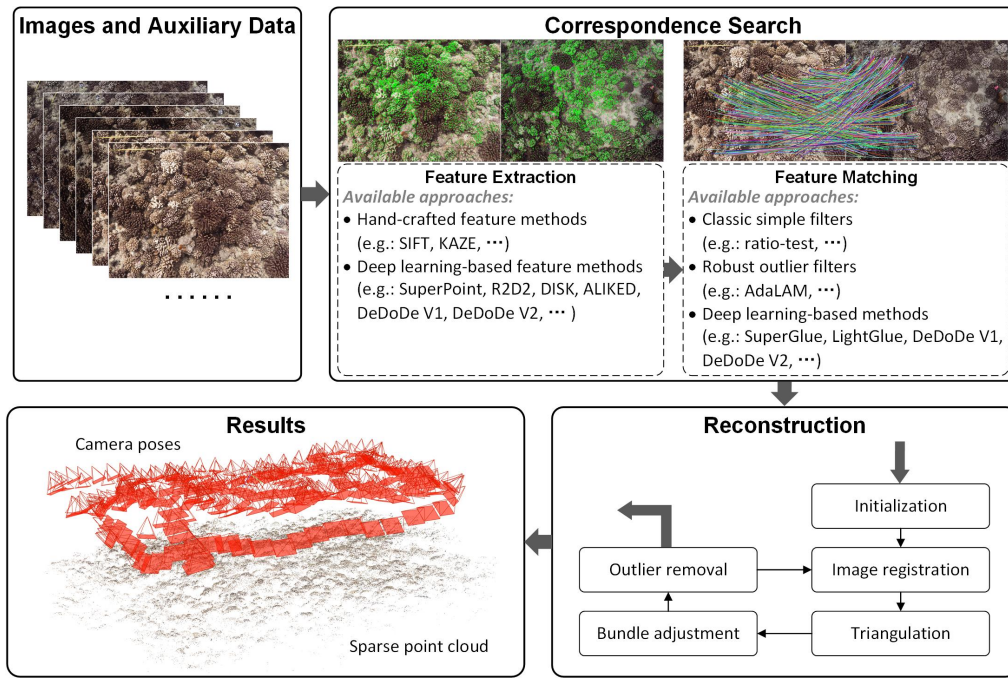 Images and Auxiliary Data
......
Correspondence Search
Feature Extraction
Available approaches:
• Hand-crafted feature methods
(e.g.: SIFT, KAZE, ···)
• Deep learning-based feature methods
(e.g.: SuperPoint, R2D2, DISK, ALIKED,
DeDoDe V1, DeDoDe V2, ··· )
Feature Matching
Available approaches:
• Classic simple filters
(e.g.: ratio-test, ···)
• Robust outlier filters
(e.g.: AdaLAM, ···)
• Deep learning-based methods
(e.g.: SuperGlue, LightGlue, DeDoDe V1,
DeDoDe V2, ···)
Reconstruction
Initialization
Image registration
Triangulation
Bundle adjustment
Outlier removal
Results
Camera poses
Sparse point cloud